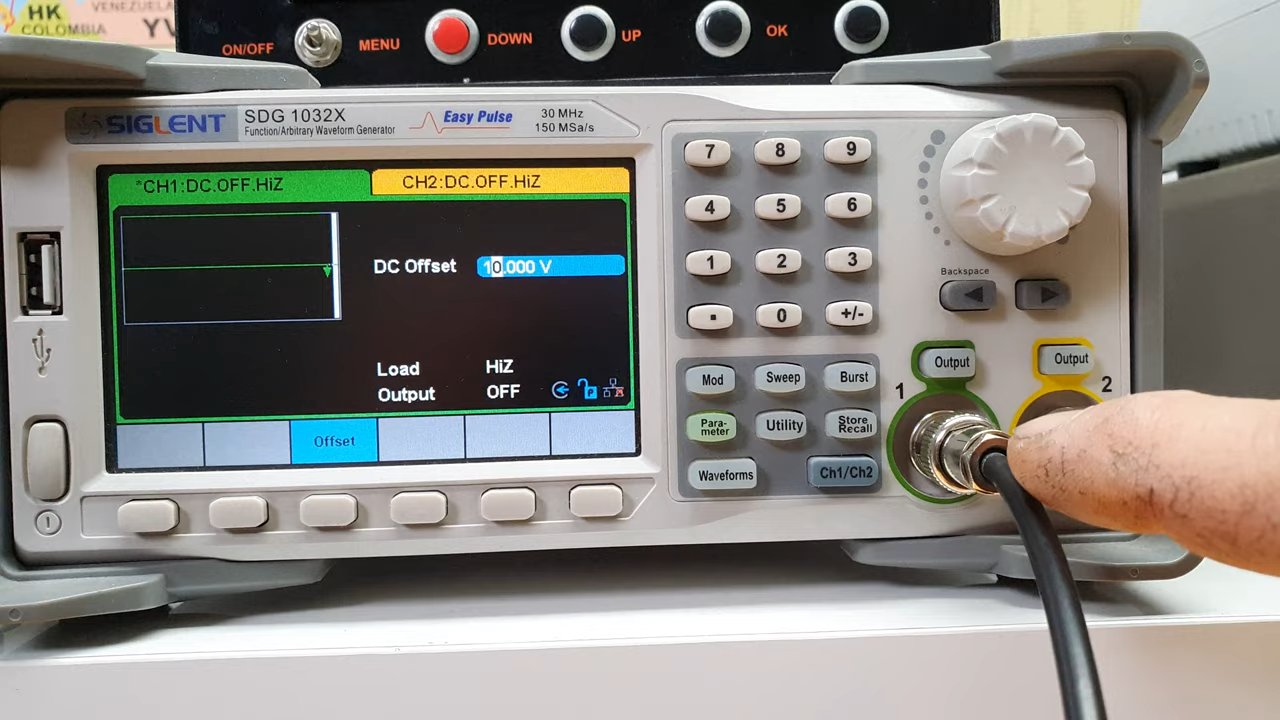 HK
VENEZUELA
COLOMBIA
ON/OFF
MENU
DOWN
UP
OK
SIGLENT
SDG 1032X
Function/Arbitrary Waveform Generator
Easy Pulse
30 MHz
150 MSa/s
*CH1:DC.OFF.HiZ
CH2:DC.OFF.HiZ
DC Offset
10.000 V
Load
HiZ
Output
OFF
P
Offset
7
8
9
4
5
6
1
2
3
.
0
+/-
Mod
Sweep
Burst
Para-
meter
Utility
Store
Recall
Waveforms
Ch1/Ch2
Backspace
Output
Output
1
2